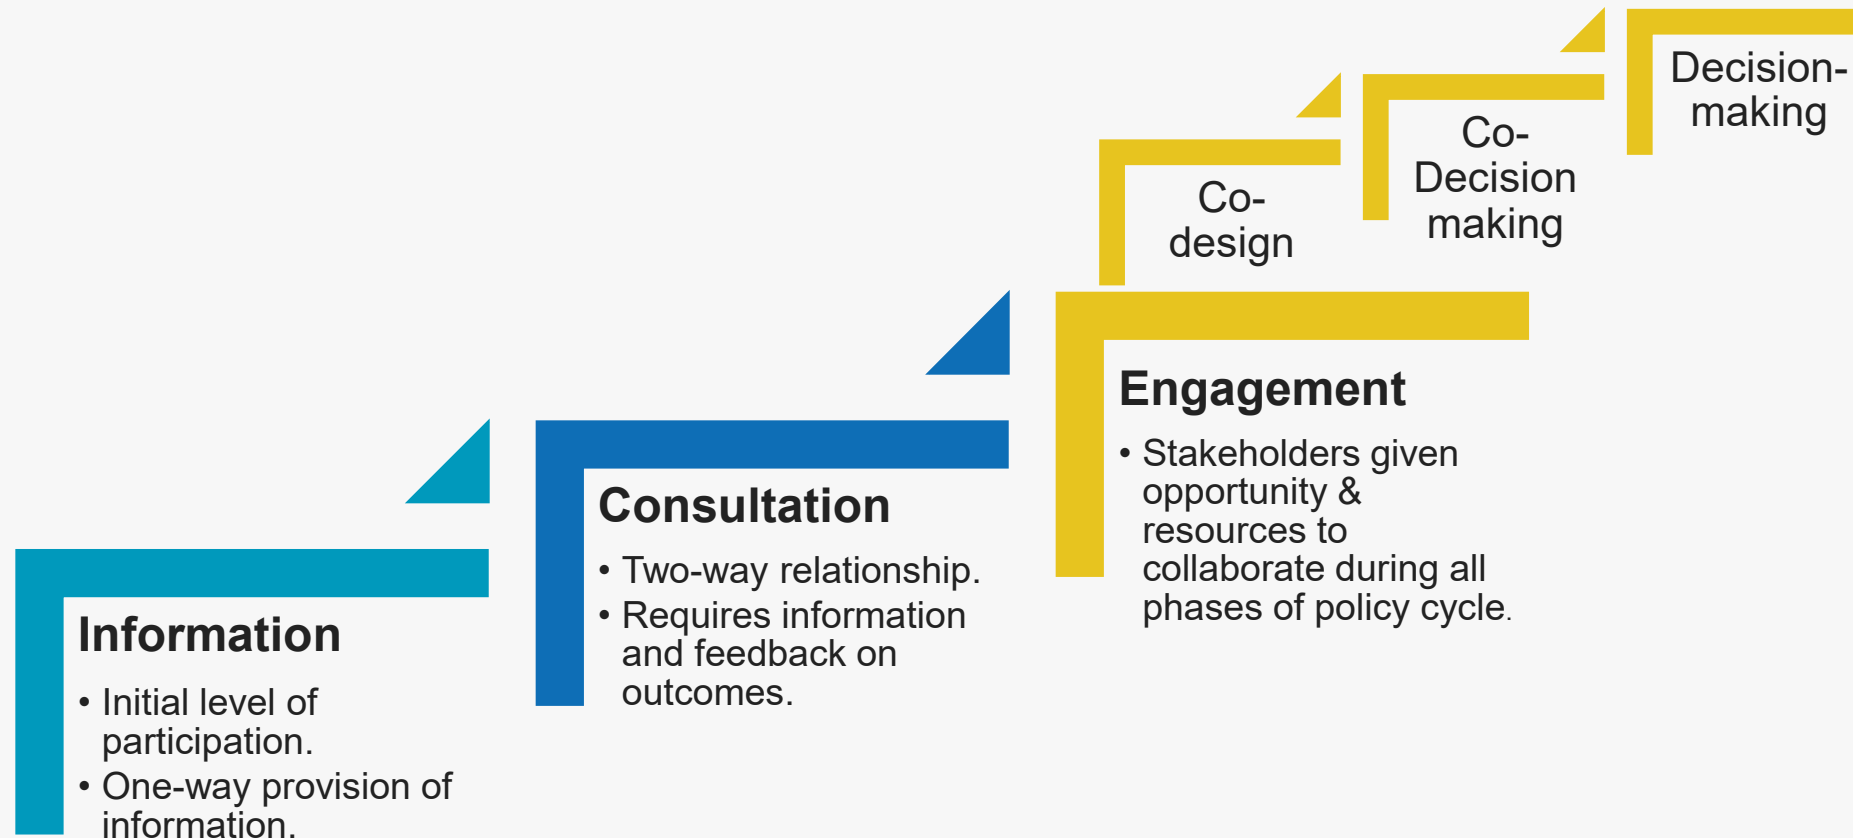 Information
• Initial level of
participation.
• One-way provision of
information.
Consultation
• Two-way relationship.
• Requires information
and feedback on
outcomes.
Engagement
• Stakeholders given
opportunity &
resources to
collaborate during all
phases of policy cycle.
Co-
design
Co-
Decision
making
Decision-
making